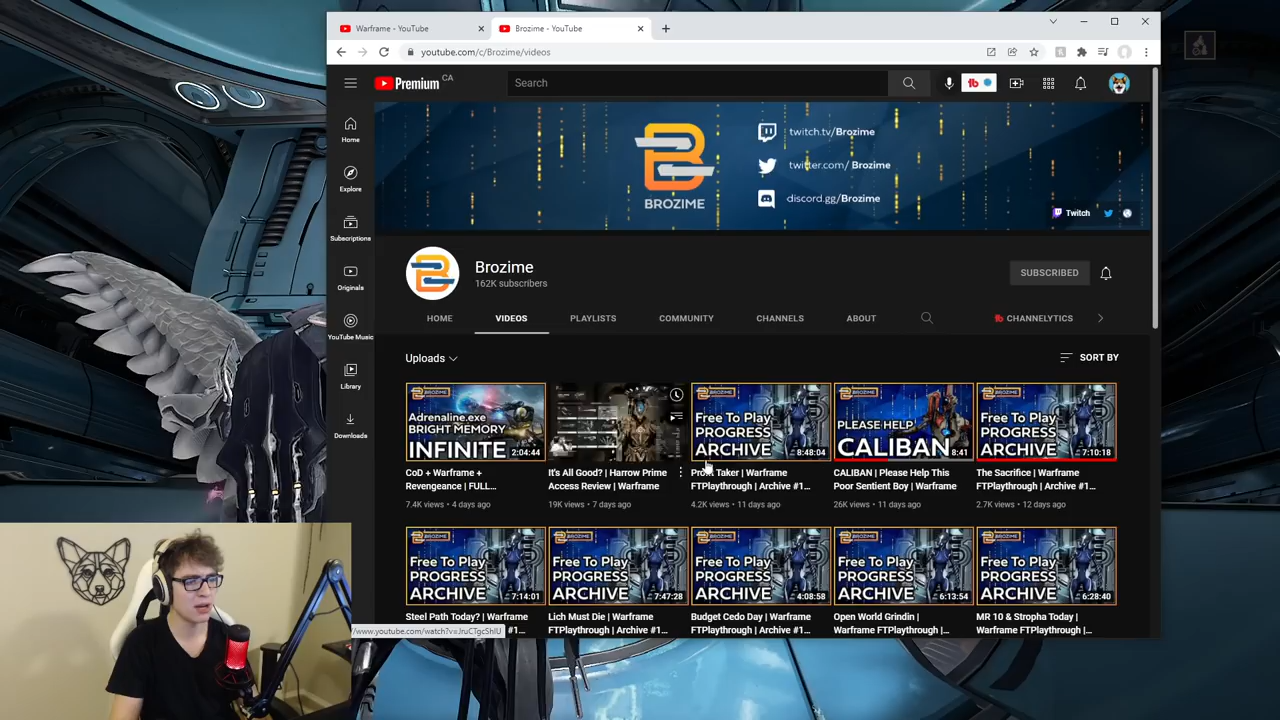 Warframe - YouTube
Brozime - YouTube
youtube.com/c/Brozime/videos
Premium CA
Search
Home
Explore
Subscriptions
Originals
YouTube Music
Library
Downloads
BROZIME
twitch.tv/Brozime
twitter.com/ Brozime
discord.gg/Brozime
Twitch
Brozime
162K subscribers
SUBSCRIBED
HOME
VIDEOS
PLAYLISTS
COMMUNITY
CHANNELS
ABOUT
CHANNELYTICS
Uploads
SORT BY
BROZIME
Adrenaline.exe
BRIGHT MEMORY
INFINITE
2:04:44
BROZIME
Free To Play
PROGRESS
ARCHIVE
8:48:04
BROZIME
PLEASE HELP
CALIBAN
8:41
BROZIME
Free To Play
PROGRESS
ARCHIVE
7:10:18
CoD + Warframe +
Revengeance | FULL...
7.4K views • 4 days ago
It's All Good? | Harrow Prime
Access Review | Warframe
19K views • 7 days ago
Taker | Warframe
FTPlaythrough | Archive #1...
4.2K views • 11 days ago
CALIBAN | Please Help This
Poor Sentient Boy | Warframe
26K views • 11 days ago
The Sacrifice | Warframe
FTPlaythrough | Archive #1...
2.7K views • 12 days ago
BROZIME
Free To Play
PROGRESS
ARCHIVE
7:14:01
BROZIME
Free To Play
PROGRESS
ARCHIVE
7:47:28
BROZIME
Free To Play
PROGRESS
ARCHIVE
4:08:58
BROZIME
Free To Play
PROGRESS
ARCHIVE
6:13:54
BROZIME
Free To Play
PROGRESS
ARCHIVE
6:28:40
Steel Path Today? | Warframe
Lich Must Die | Warframe
FTPlaythrough | Archive #1...
Budget Cedo Day | Warframe
FTPlaythrough | Archive #1...
Open World Grindin |
Warframe FTPlaythrough |...
MR 10 & Stropha Today |
Warframe FTPlaythrough |...